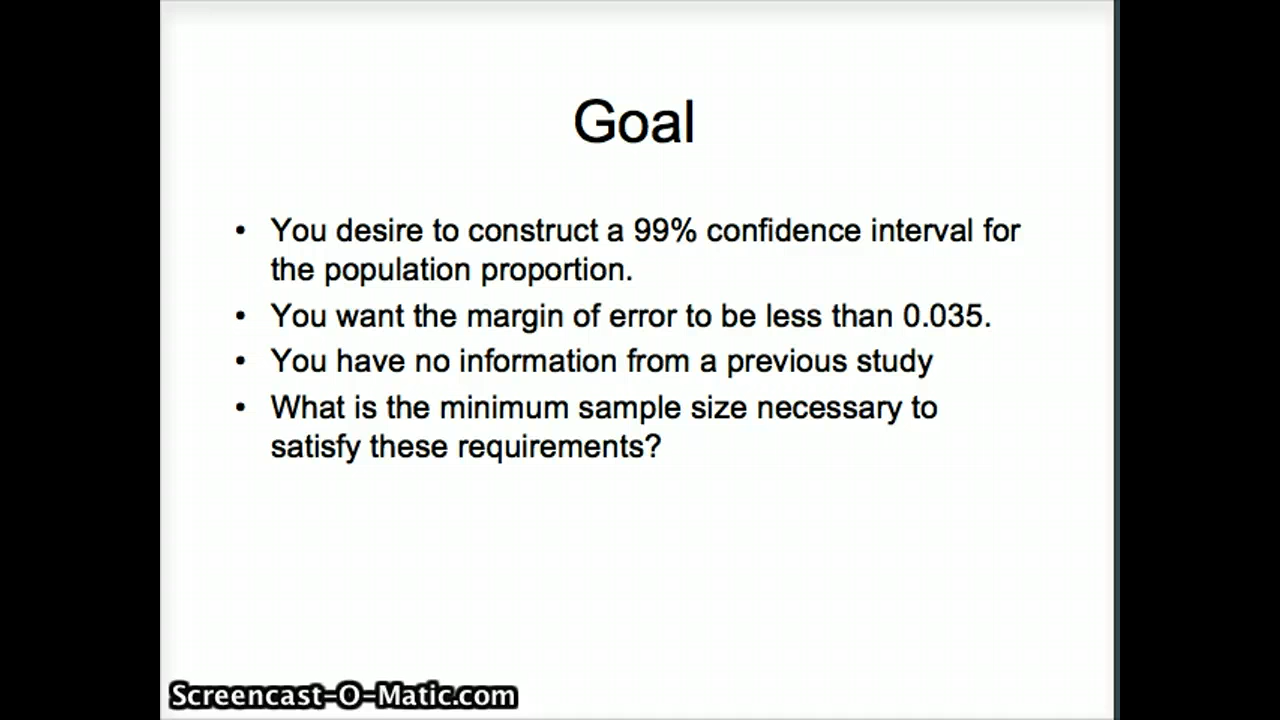 Goal
• You desire to construct a 99% confidence interval for
the population proportion.
• You want the margin of error to be less than 0.035.
• You have no information from a previous study
• What is the minimum sample size necessary to
satisfy these requirements?
Screencast-O-Matic.com